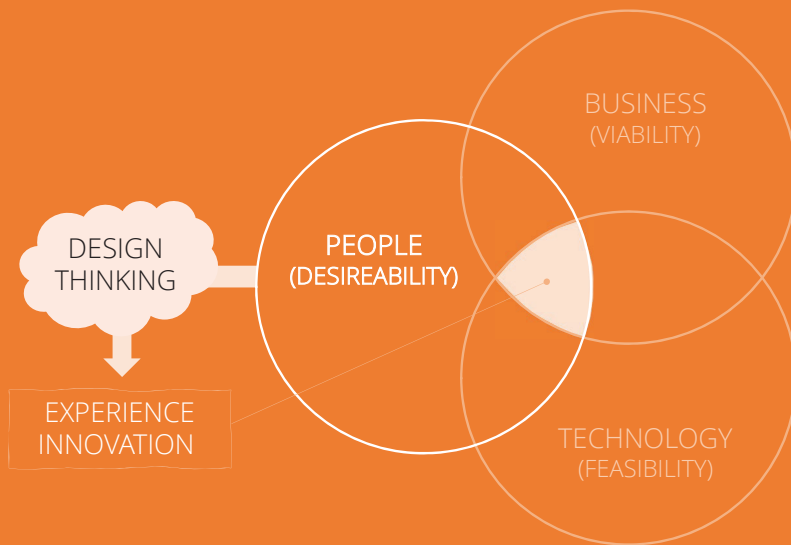 BUSINESS
(VIABILITY)
DESIGN
THINKING
PEOPLE
(DESIREABILITY)
EXPERIENCE
INNOVATION
TECHNOLOGY
(FEASIBILITY)